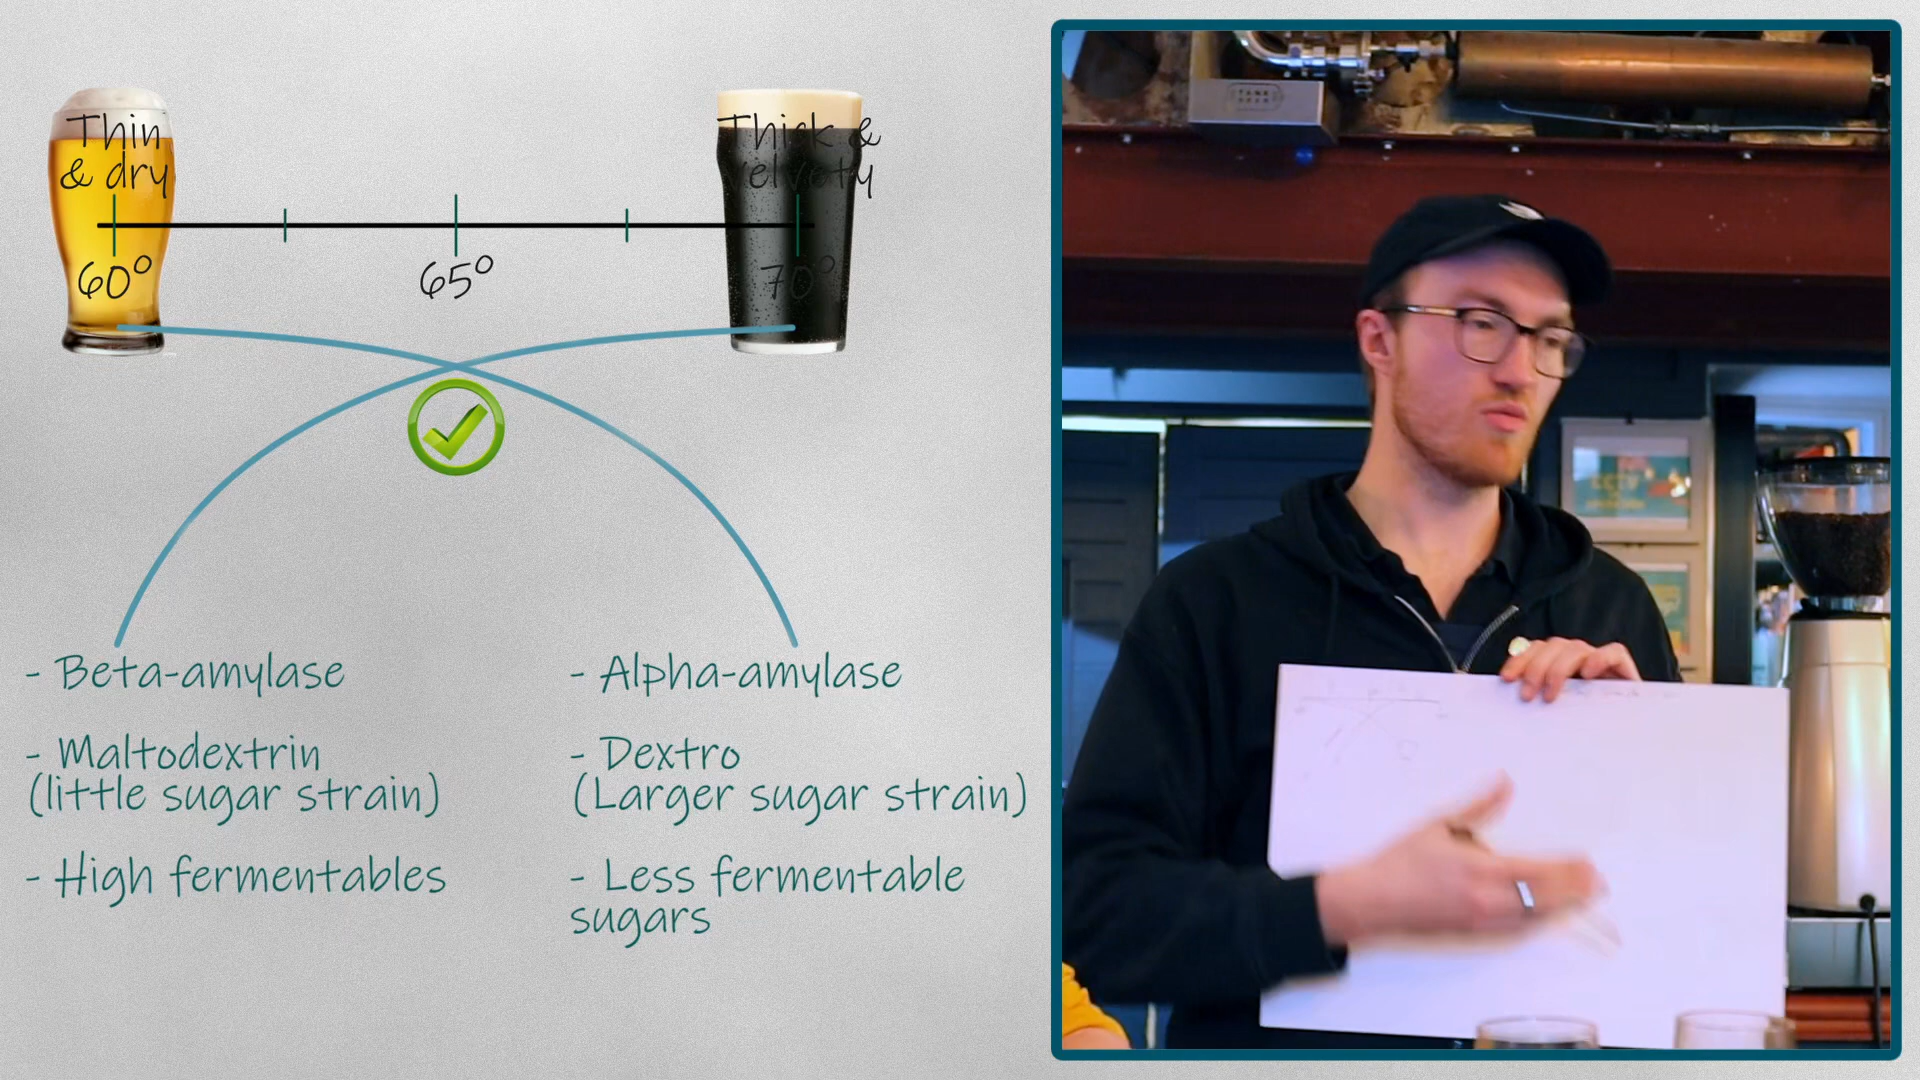 Thin
& dry
Thick &
velvety
60°
65°
70°
- Beta-amylase
- Maltodextrin
(little sugar strain)
- High fermentables
- Alpha-amylase
- Dextro
(Larger sugar strain)
- Less fermentable
sugars
CCTV